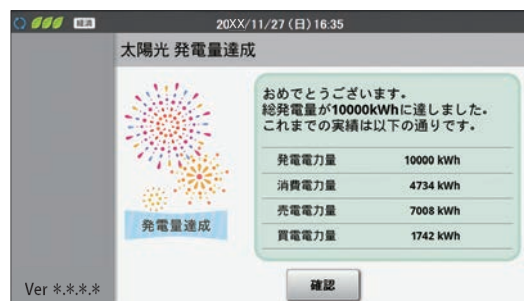 経済 20XX/11/27(日)16:35
太陽光 発電量達成
おめでとうございます。
総発電量が10000kWhに達しました。
これまでの実績は以下の通りです。
発電電力量 10000 kWh
消費電力量 4734 kWh
売電電力量 7008 kWh
買電電力量 1742 kWh
発電量達成
確認
Ver *.*.*.*